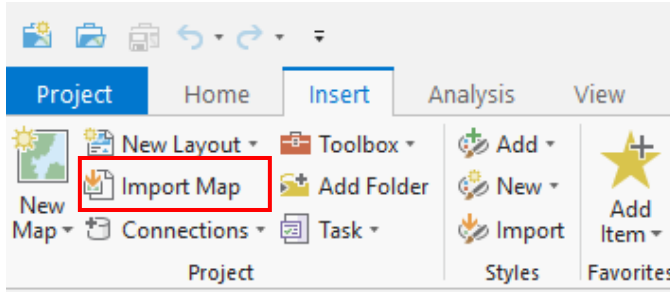 Project Home Insert Analysis View
New Layout Toolbox Add
Import Map Add Folder New
New Map Connections Task Import Add Item
Project Styles Favorites